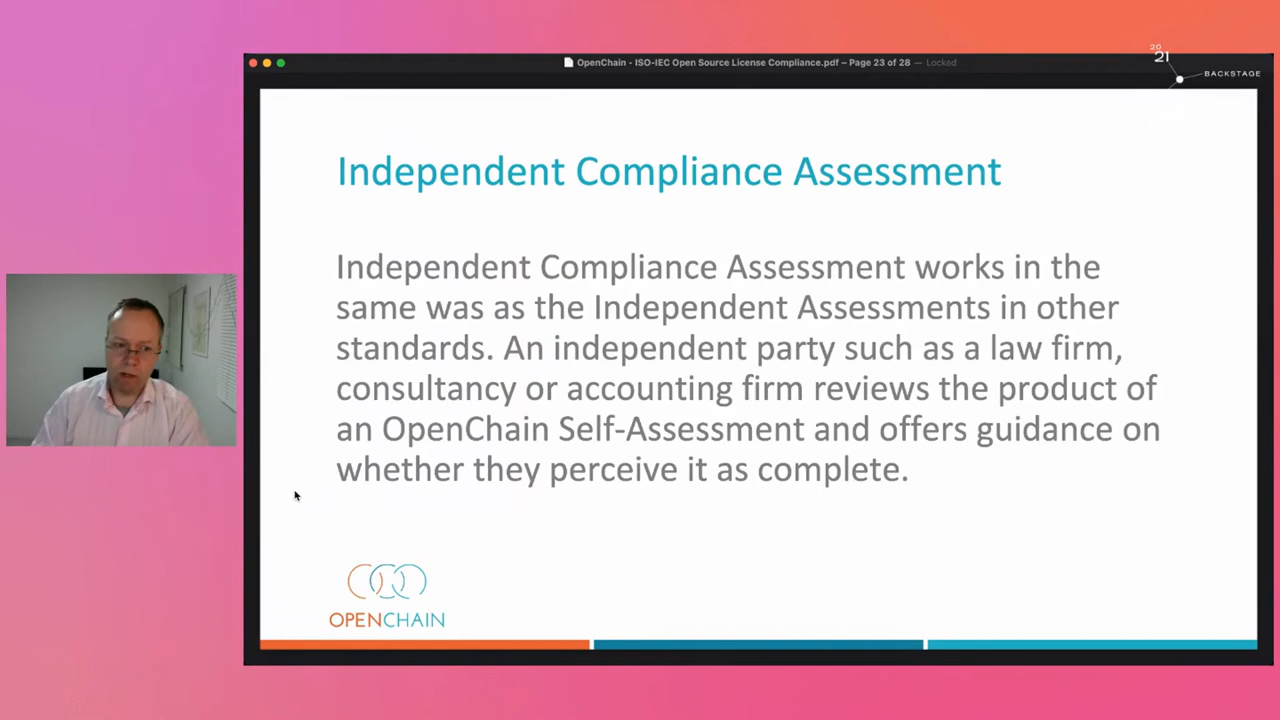 OpenChain - ISO-IEC Open Source License Compliance.pdf – Page 23 of 28 — Locked
20
21
BACKSTAGE
Independent Compliance Assessment
Independent Compliance Assessment works in the
same was as the Independent Assessments in other
standards. An independent party such as a law firm,
consultancy or accounting firm reviews the product of
an OpenChain Self-Assessment and offers guidance on
whether they perceive it as complete.
OPENCHAIN